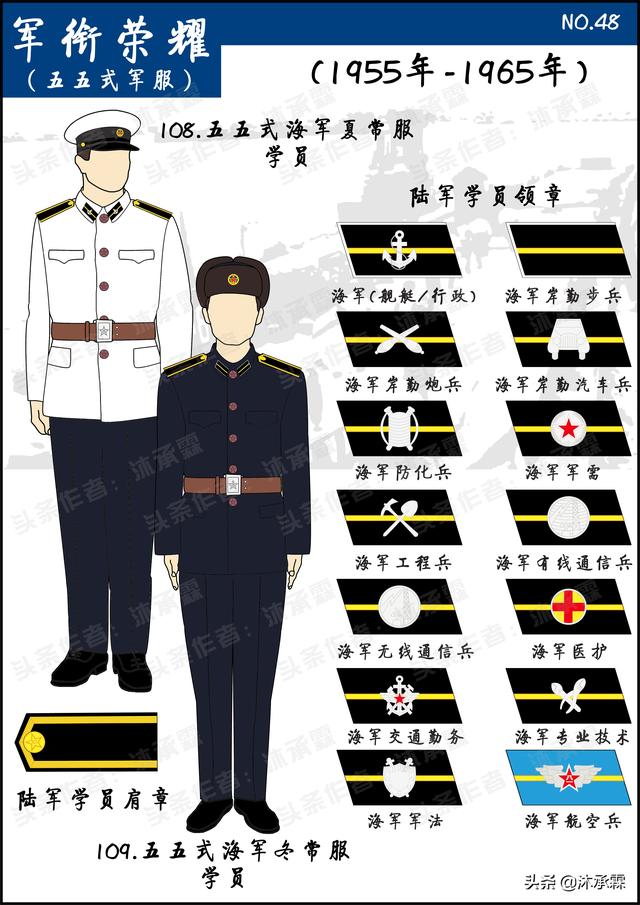 军衔荣耀
(五五式军服)
NO.48
(1955年-1965年)
108.五五式海军夏常服
学员
陆军学员领章
海军(舰艇/行政)
海军岸勤步兵
海军岸勤炮兵
海军岸勤汽车兵
海军防化兵
海军军需
海军工程兵
海军有线通信兵
海军无线通信兵
海军医护
海军交通勤务
海军专业技术
海军军法
海军航空兵
陆军学员肩章
109.五五式海军冬常服
学员
头条 @沐承霖
头条作者：沐承霖